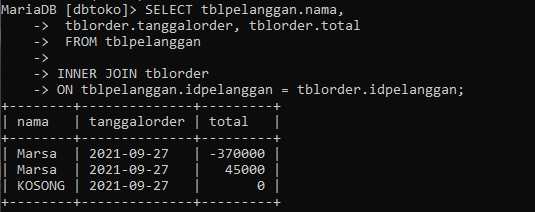 MariaDB [dbtoko]> SELECT tblpelanggan.nama,
    -> tblorder.tanggalorder, tblorder.total
    -> FROM tblpelanggan
    ->
    -> INNER JOIN tblorder
    -> ON tblpelanggan.idpelanggan = tblorder.idpelanggan;
+--------+--------------+---------+
| nama   | tanggalorder | total   |
+--------+--------------+---------+
| Marsa  | 2021-09-27   | -370000 |
| Marsa  | 2021-09-27   |   45000 |
| KOSONG | 2021-09-27   |       0 |
+--------+--------------+---------+